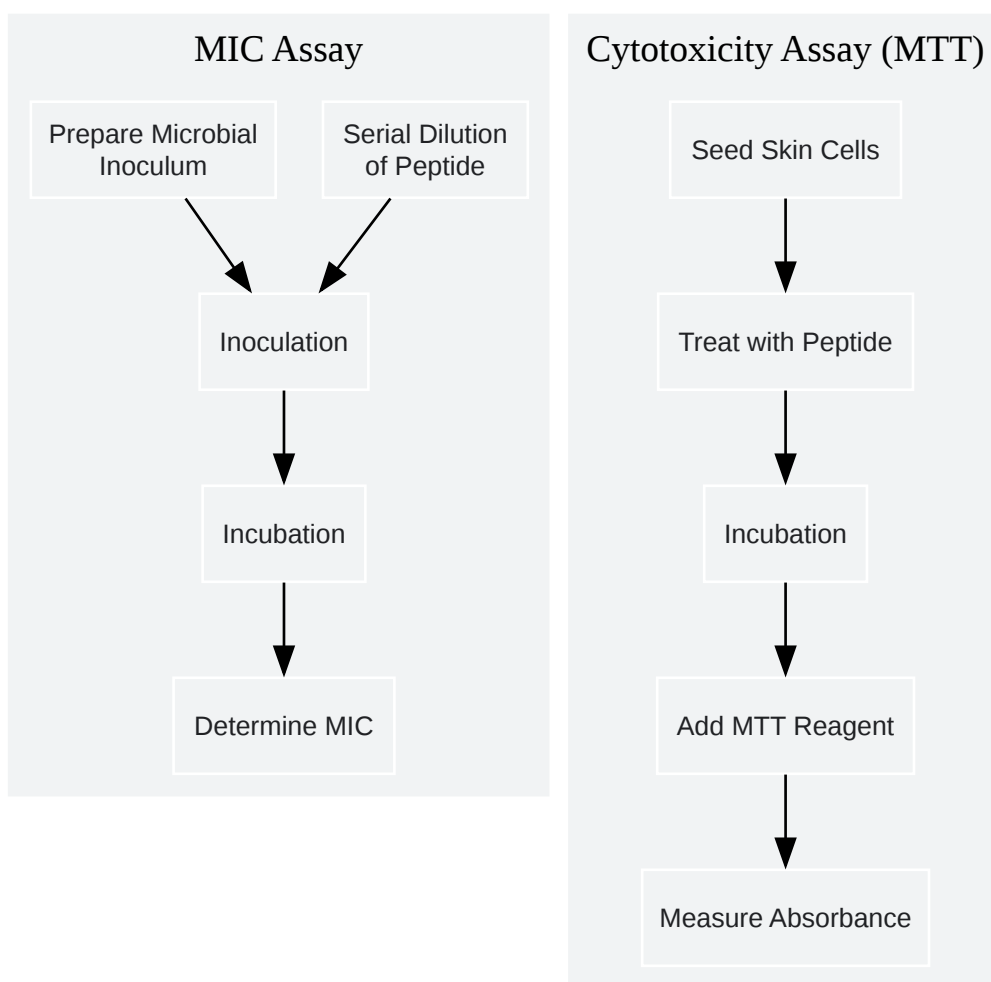 MIC Assay
Prepare Microbial
Inoculum
Serial Dilution
of Peptide
Inoculation
Incubation
Determine MIC
Cytotoxicity Assay (MTT)
Seed Skin Cells
Treat with Peptide
Incubation
Add MTT Reagent
Measure Absorbance